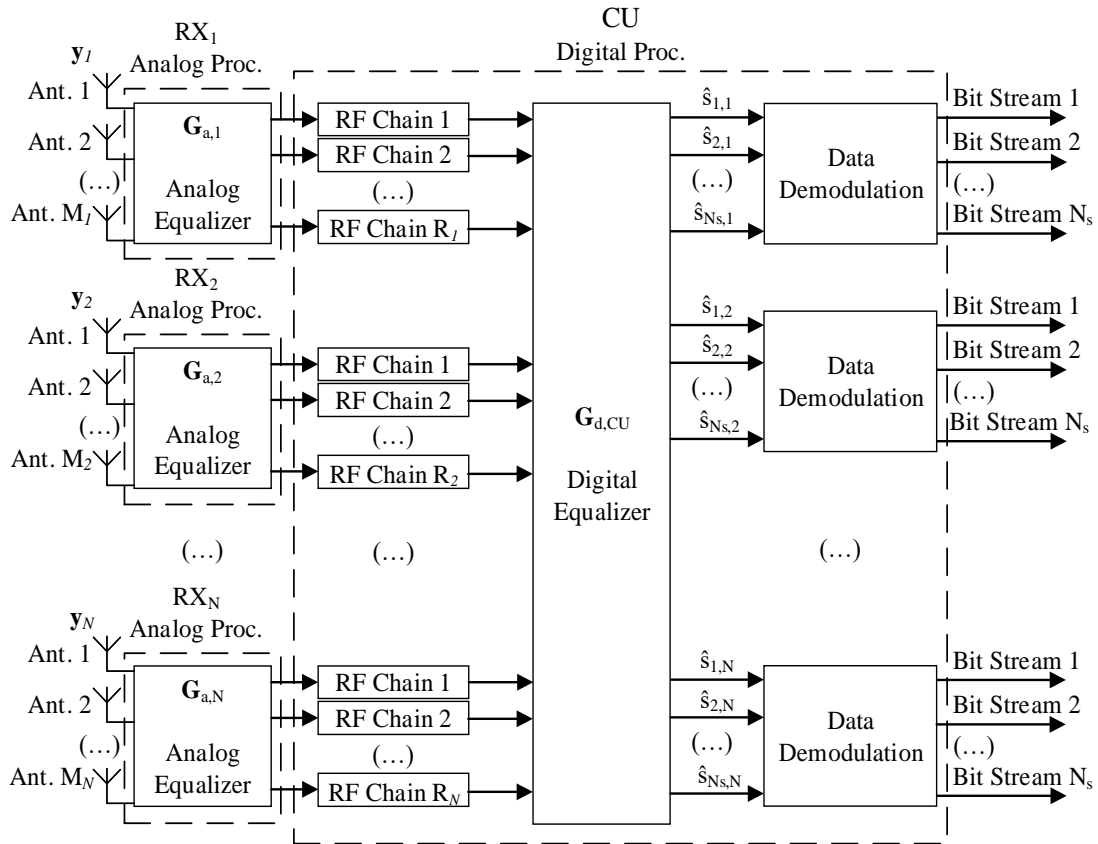 CU
Digital Proc.
y1
RX1
Analog Proc.
Ant. 1
Ant. 2
(...)
Ant. M1
Ga,1
Analog
Equalizer
RF Chain 1
RF Chain 2
(...)
RF Chain R1
ŝ1,1
ŝ2,1
(...)
ŝNs,1
Data
Demodulation
Bit Stream 1
Bit Stream 2
(...)
Bit Stream Ns
y2
RX2
Analog Proc.
Ant. 1
Ant. 2
(...)
Ant. M2
Ga,2
Analog
Equalizer
RF Chain 1
RF Chain 2
(...)
RF Chain R2
Gd,CU
Digital
Equalizer
ŝ1,2
ŝ2,2
(...)
ŝNs,2
Data
Demodulation
Bit Stream 1
Bit Stream 2
(...)
Bit Stream Ns
(...)
(...)
(...)
yN
RXN
Analog Proc.
Ant. 1
Ant. 2
(...)
Ant. MN
Ga,N
Analog
Equalizer
RF Chain 1
RF Chain 2
(...)
RF Chain RN
ŝ1,N
ŝ2,N
(...)
ŝNs,N
Data
Demodulation
Bit Stream 1
Bit Stream 2
(...)
Bit Stream Ns